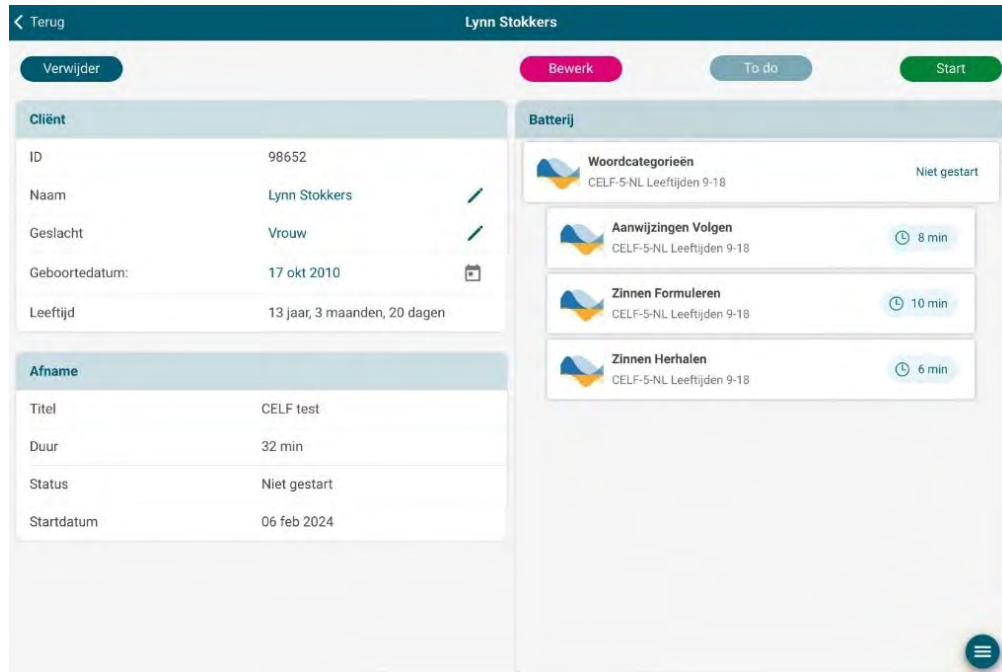 Terug
Lynn Stokkers
Verwijder
Bewerk
To do
Start
Cliënt
ID 98652
Naam Lynn Stokkers
Geslacht Vrouw
Geboortedatum: 17 okt 2010
Leeftijd 13 jaar, 3 maanden, 20 dagen
Afname
Titel CELF test
Duur 32 min
Status Niet gestart
Startdatum 06 feb 2024
Batterij
Woordcategorieën
CELF-5-NL Leeftijden 9-18
Niet gestart
Aanwijzingen Volgen
CELF-5-NL Leeftijden 9-18
8 min
Zinnen Formuleren
CELF-5-NL Leeftijden 9-18
10 min
Zinnen Herhalen
CELF-5-NL Leeftijden 9-18
6 min